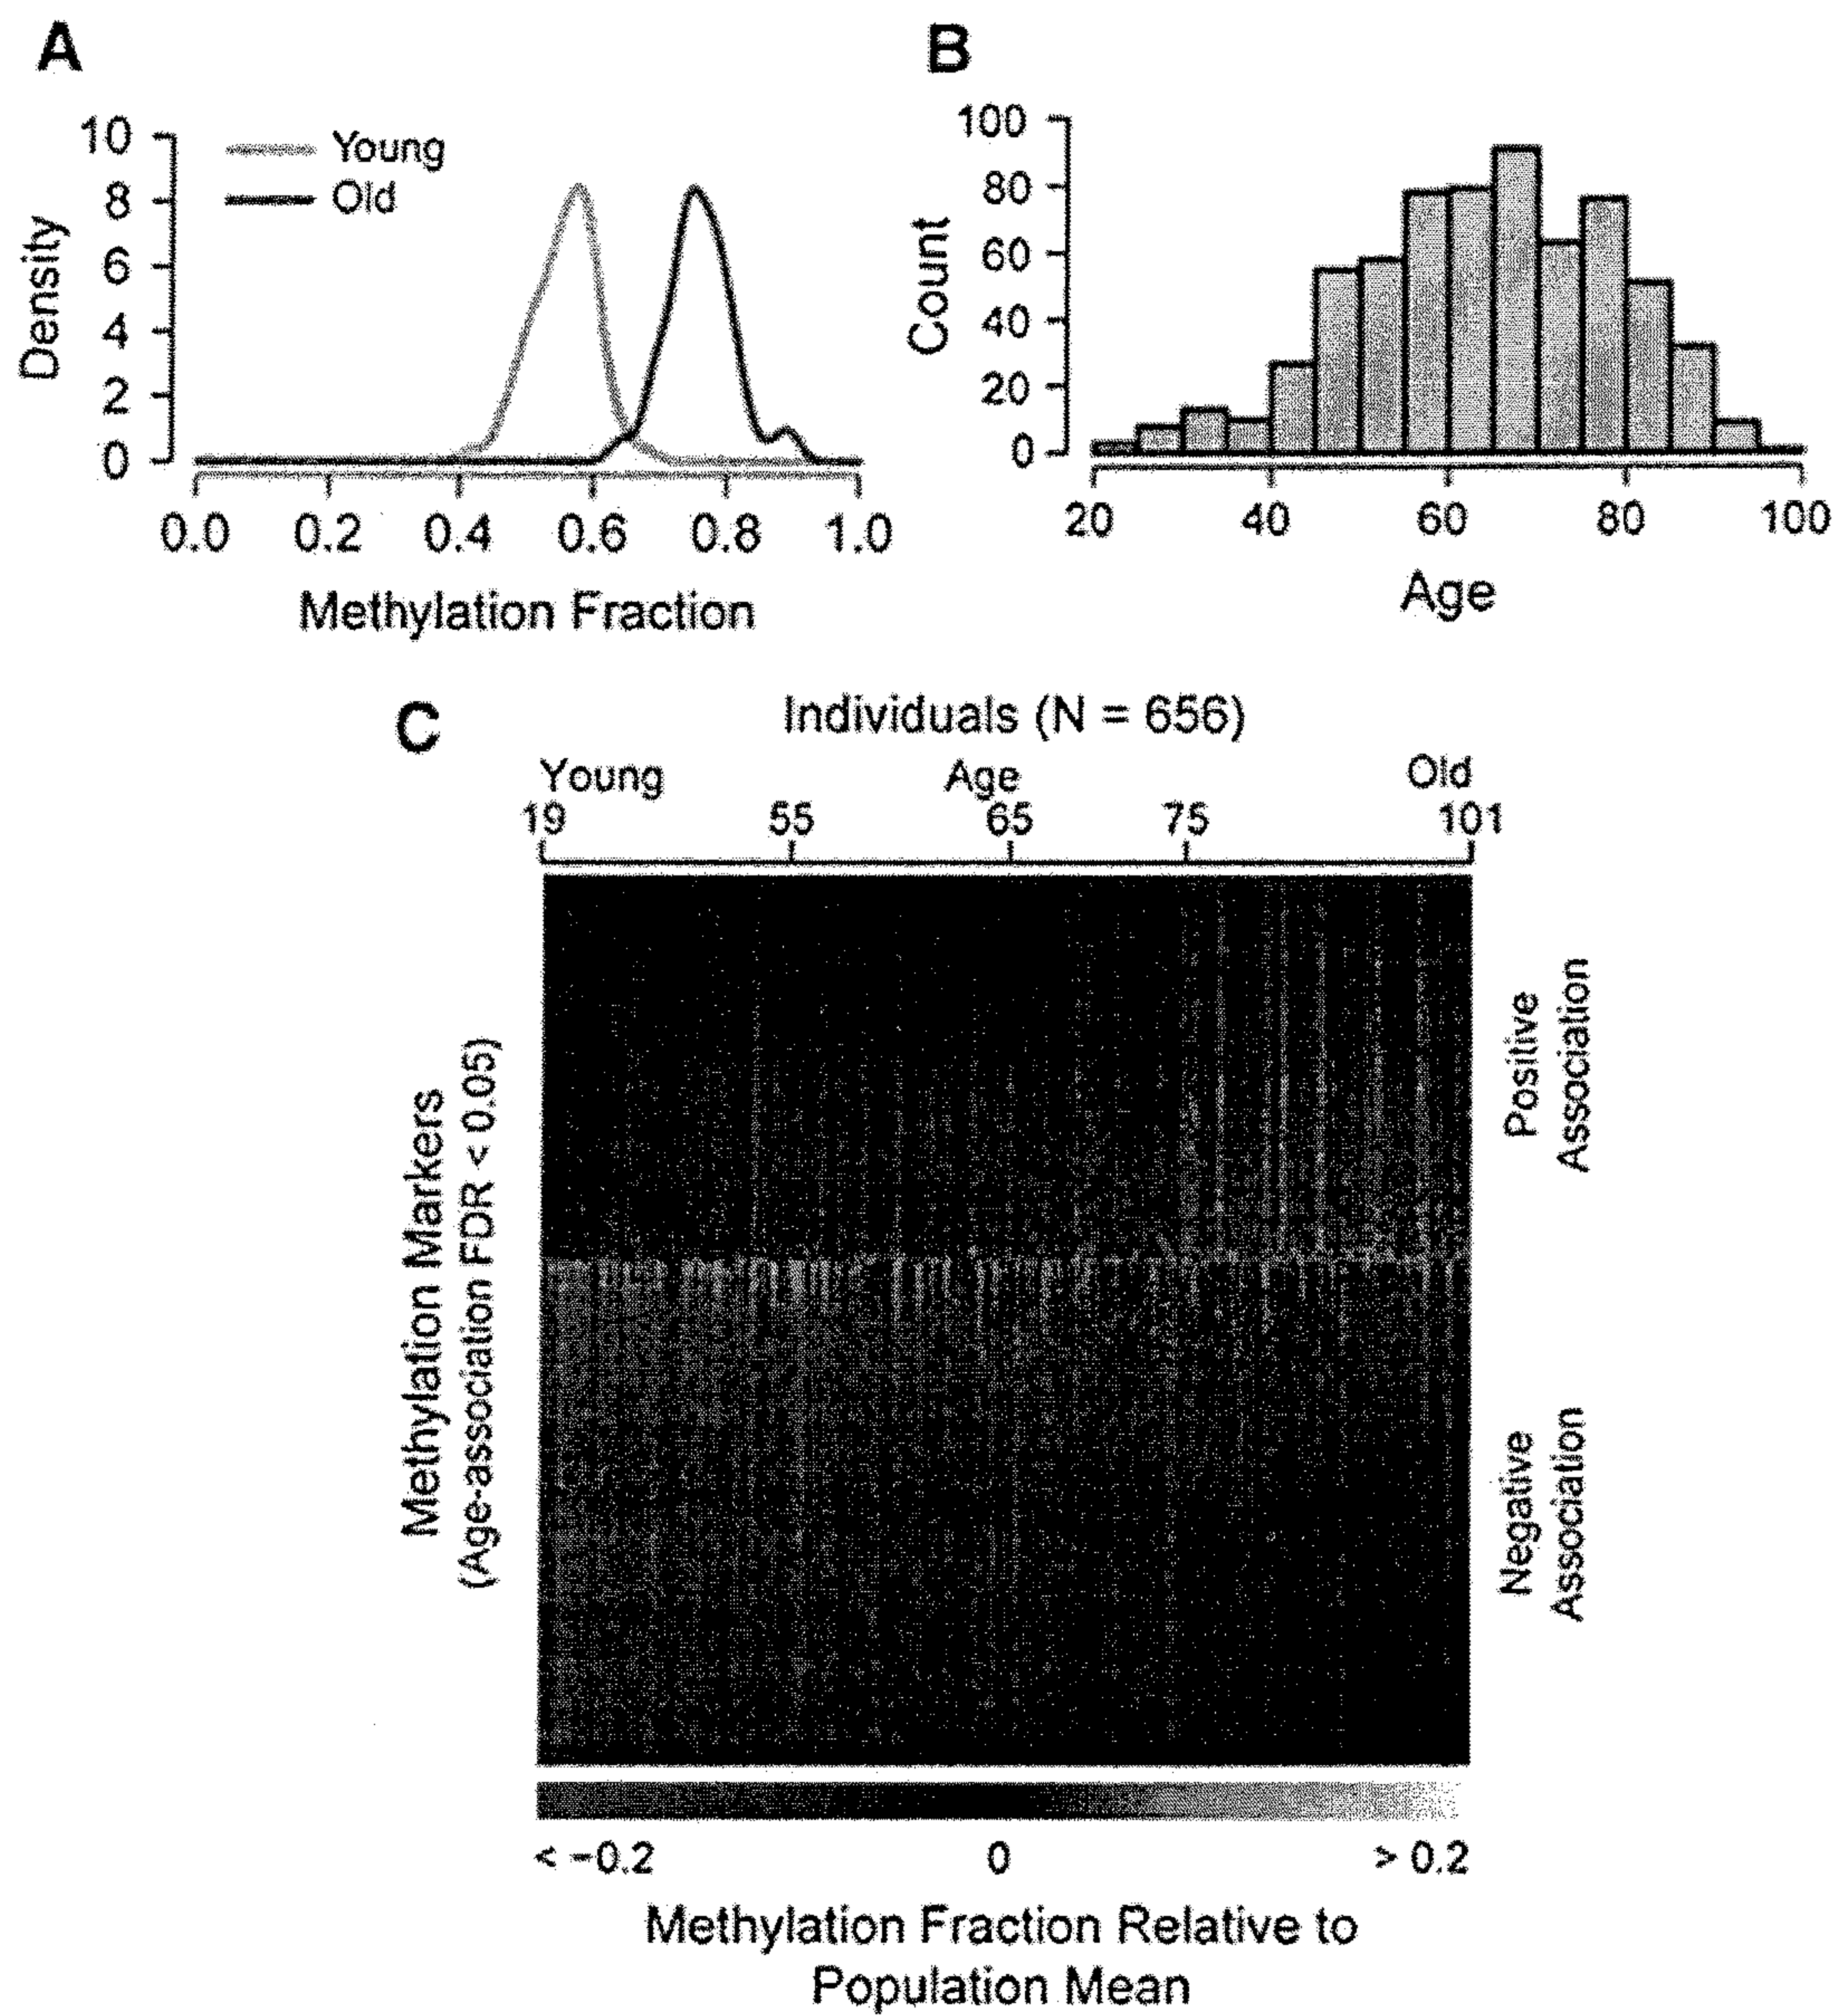 A
10
8
6
4
2
0
Density
Young
Old
0.0 0.2 0.4 0.6 0.8 1.0
Methylation Fraction
B
100
80
60
40
20
0
Count
20 40 60 80 100
Age
C
Individuals (N = 656)
Young Age Old
19 55 65 75 101
Methylation Markers
(Age-association FDR < 0.05)
Positive
Association
Negative
Association
< −0.2 0 > 0.2
Methylation Fraction Relative to
Population Mean